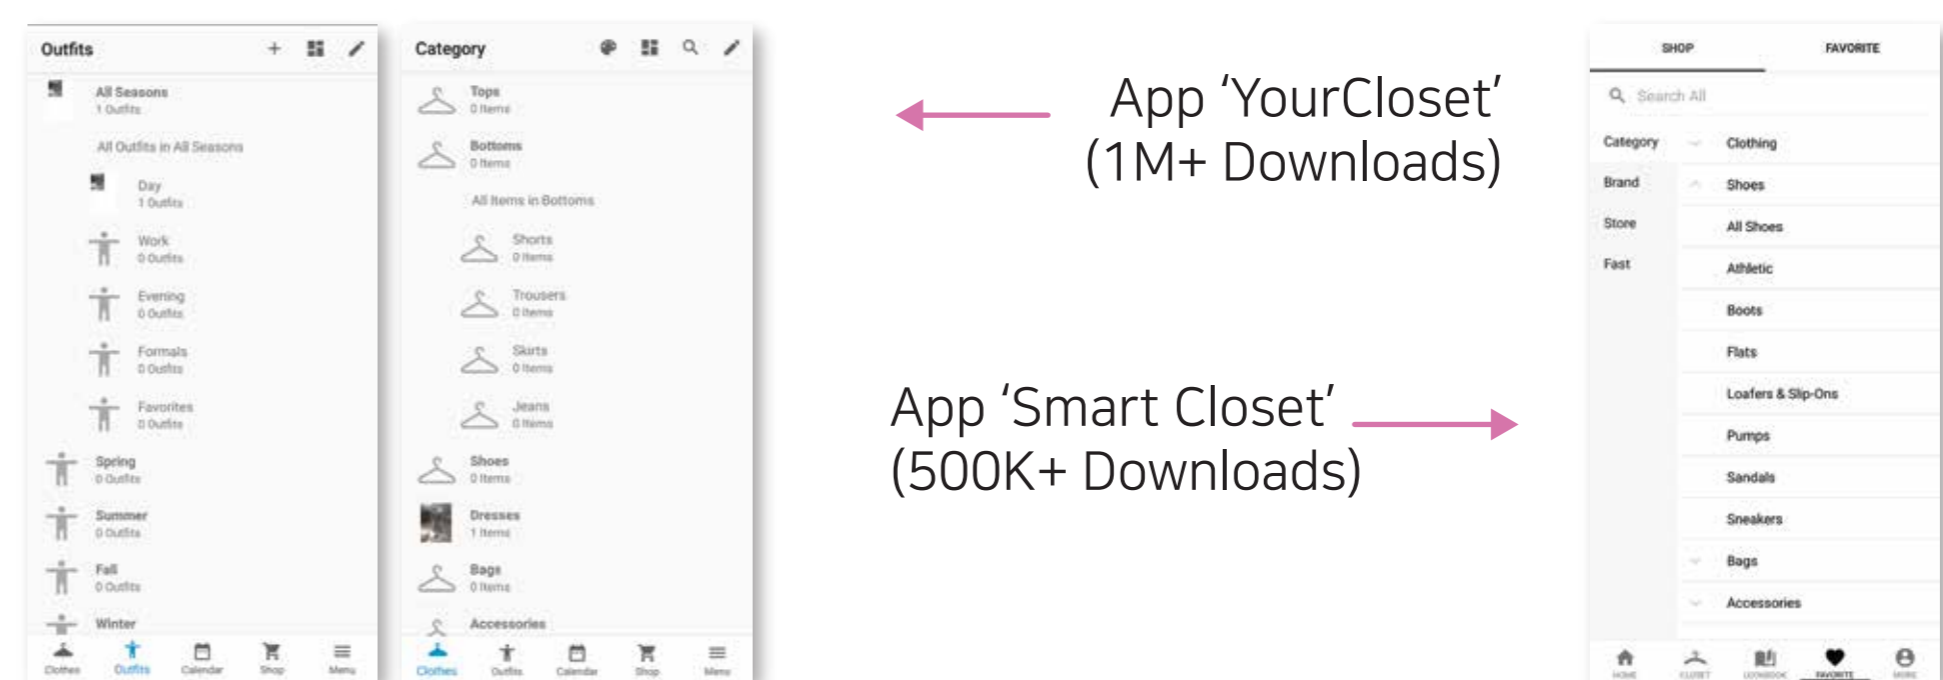 Outfits
All Seasons
1 Outfits
All Outfits in All Seasons
Day
1 Outfits
Work
0 Outfits
Evening
0 Outfits
Formals
0 Outfits
Favorites
0 Outfits
Spring
0 Outfits
Summer
0 Outfits
Fall
0 Outfits
Winter
Clothes
Outfits
Calendar
Shop
Menu
Category
Tops
0 Items
Bottoms
0 Items
All Items in Bottoms
Shorts
0 Items
Trousers
0 Items
Skirts
0 Items
Jeans
0 Items
Shoes
0 Items
Dresses
1 Items
Bags
0 Items
Accessories
Clothes
Outfits
Calendar
Shop
Menu
App ‘YourCloset’
(1M+ Downloads)
App ‘Smart Closet’
(500K+ Downloads)
SHOP
FAVORITE
Search All
Category
Brand
Store
Fast
Clothing
Shoes
All Shoes
Athletic
Boots
Flats
Loafers & Slip-Ons
Pumps
Sandals
Sneakers
Bags
Accessories
HOME
CLOSET
LOOKBOOK
FAVORITE
MORE